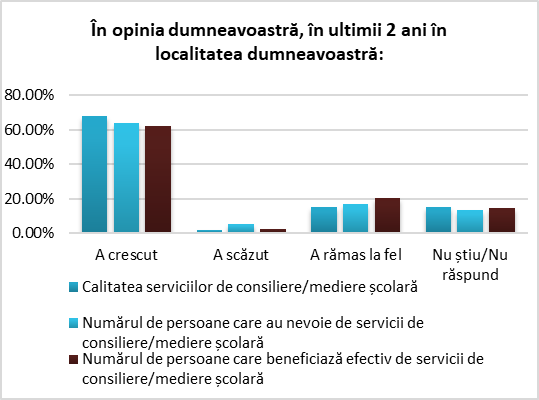 În opinia dumneavoastră, în ultimii 2 ani în
localitatea dumneavoastră:
80.00%
60.00%
40.00%
20.00%
0.00%
A crescut
A scăzut
A rămas la fel
Nu știu/Nu
răspund
Calitatea serviciilor de consiliere/mediere școlară
Numărul de persoane care au nevoie de servicii de
consiliere/mediere școlară
Numărul de persoane care beneficiază efectiv de servicii de
consiliere/mediere școlară